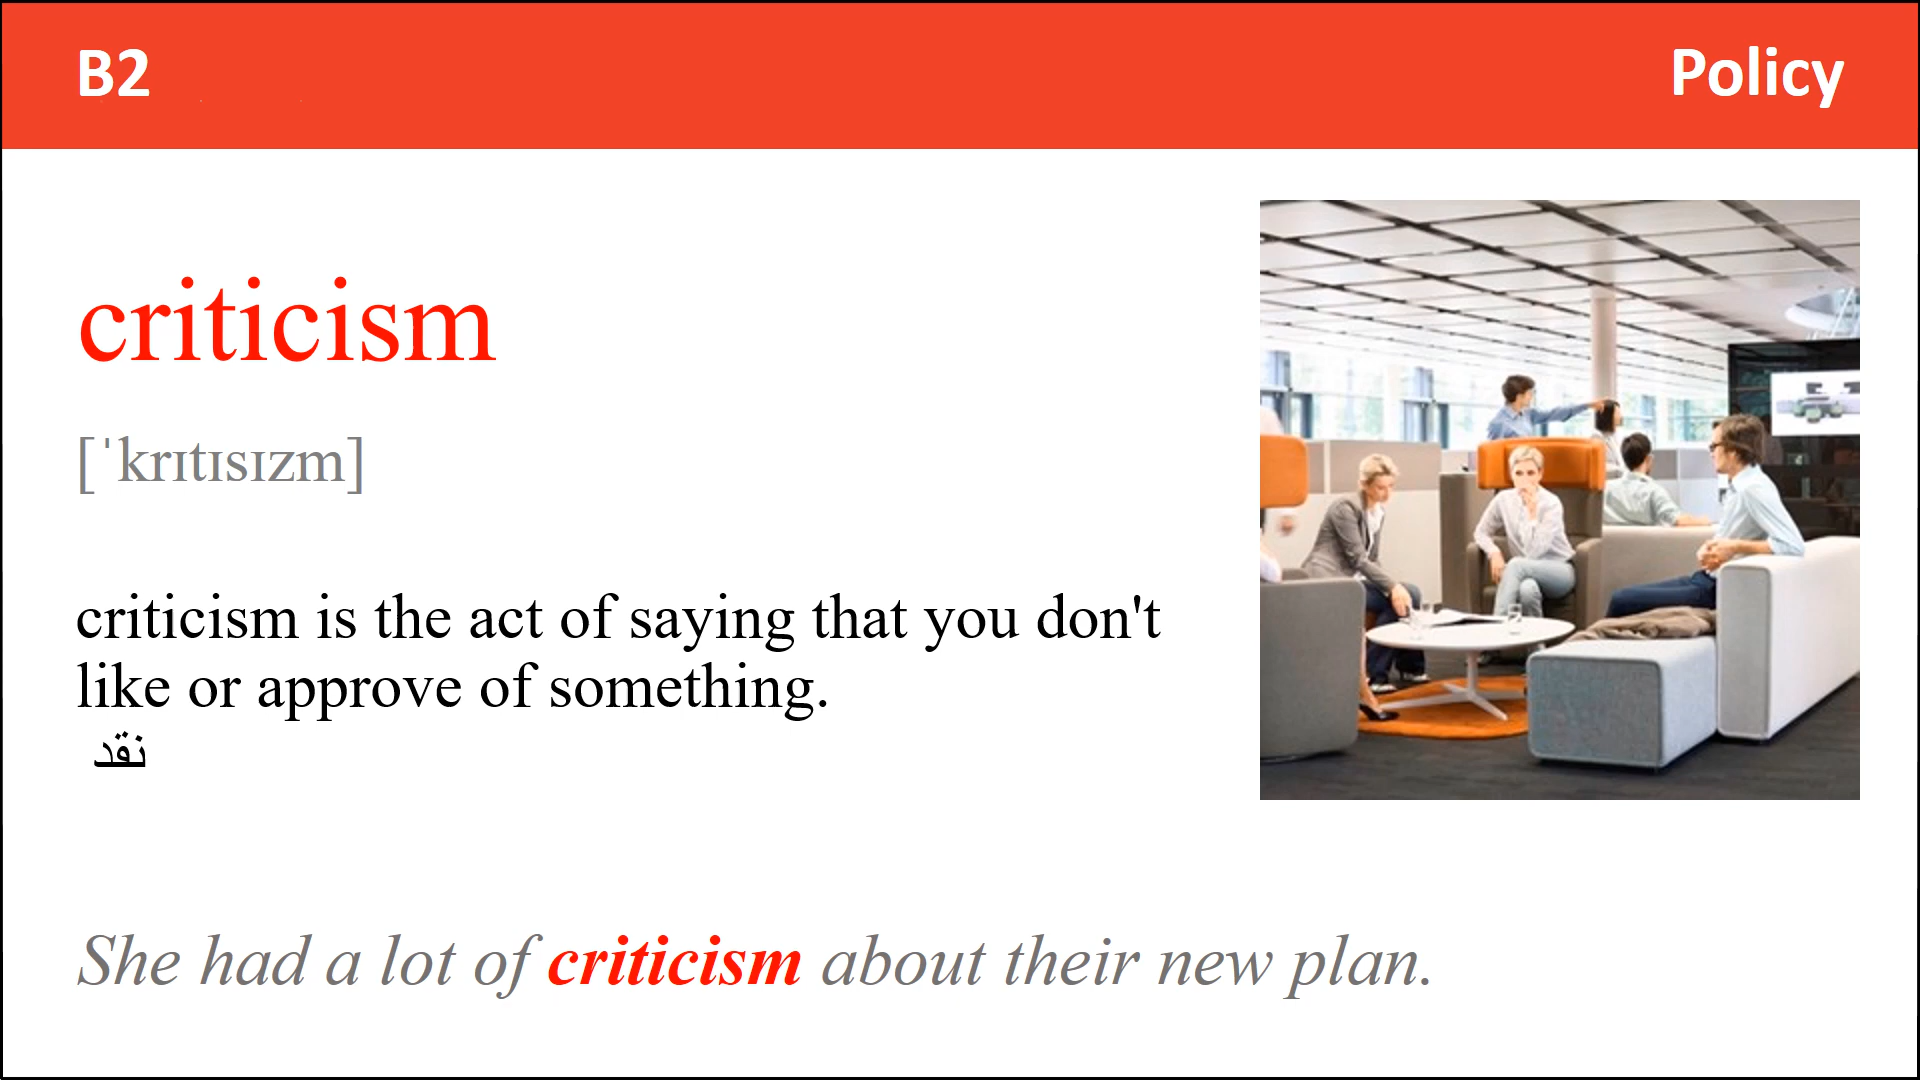 B2
Policy
criticism
[ˈkrɪtɪsɪzm]
criticism is the act of saying that you don't
like or approve of something.
نقد
She had a lot of criticism about their new plan.